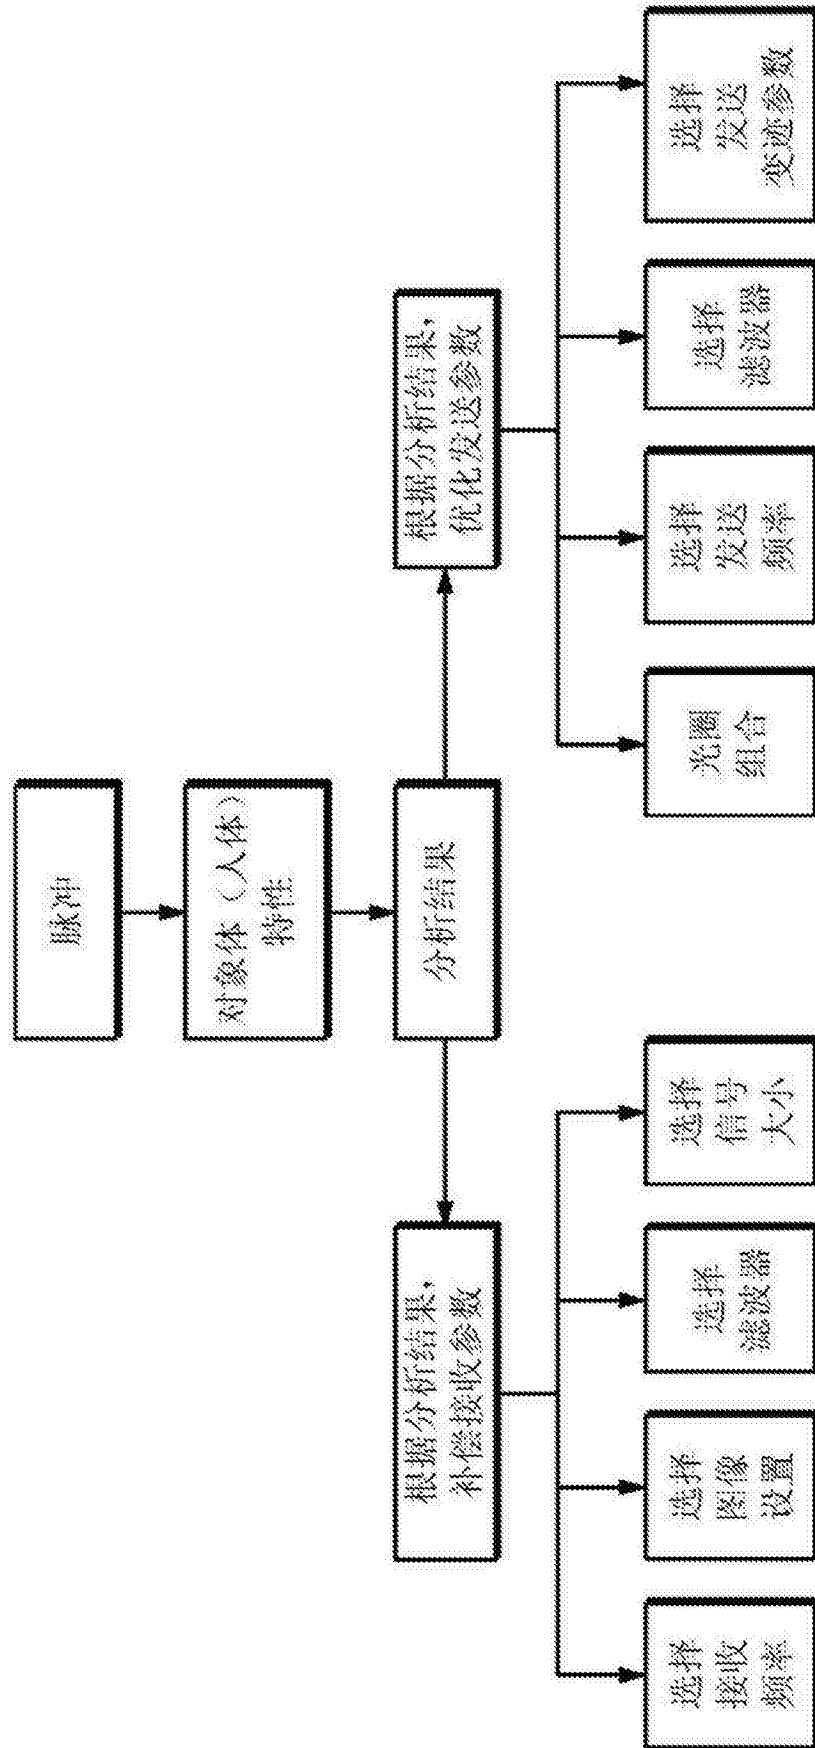 脉冲
对象体（人体）
特性
分析结果
根据分析结果，
补偿接收参数
根据分析结果，
优化发送参数
选择
接收
频率
选择
图像
设置
选择
滤波器
选择
信号
大小
光圈
组合
选择
发送
频率
选择
滤波器
选择
发送
变迹参数